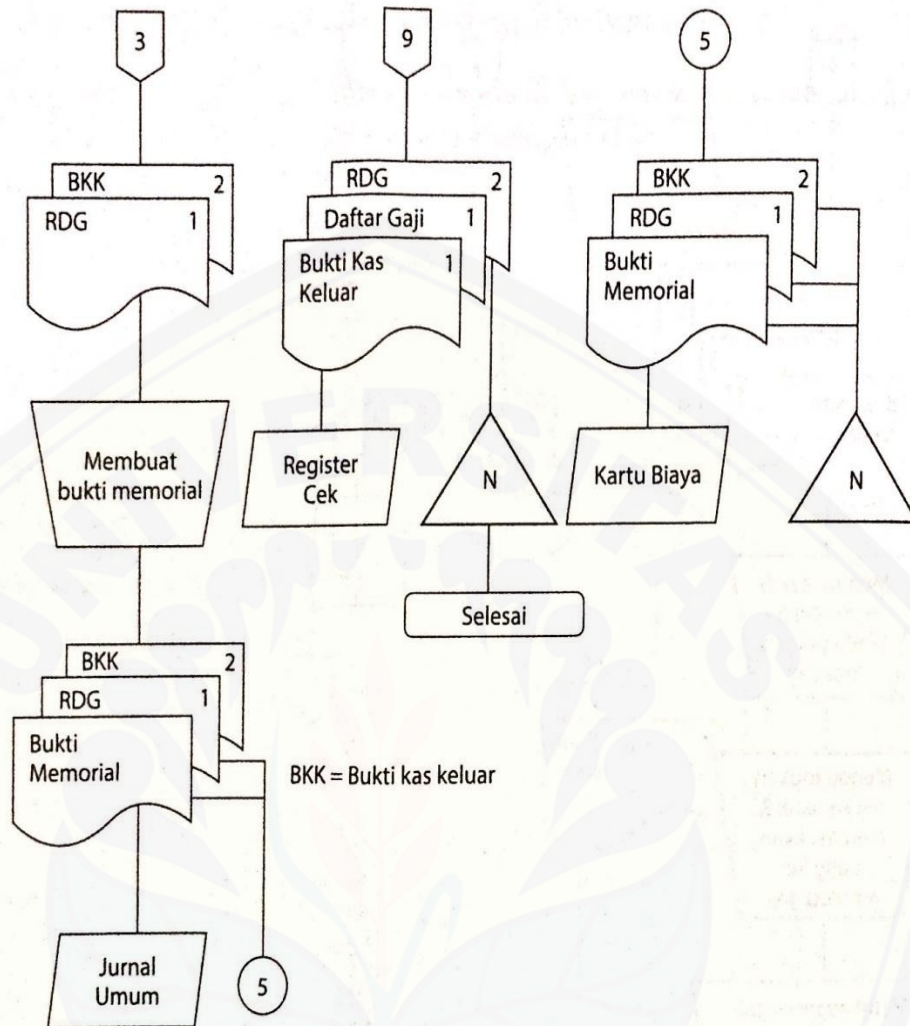 3
9
5
BKK 2
RDG 1
RDG 2
Daftar Gaji 1
Bukti Kas 1
Keluar
BKK 2
RDG 1
Bukti
Memorial
Membuat
bukti memorial
Register
Cek
N
Kartu Biaya
N
Selesai
BKK 2
RDG 1
Bukti
Memorial
BKK = Bukti kas keluar
Jurnal
Umum
5
UNIVERSITAS